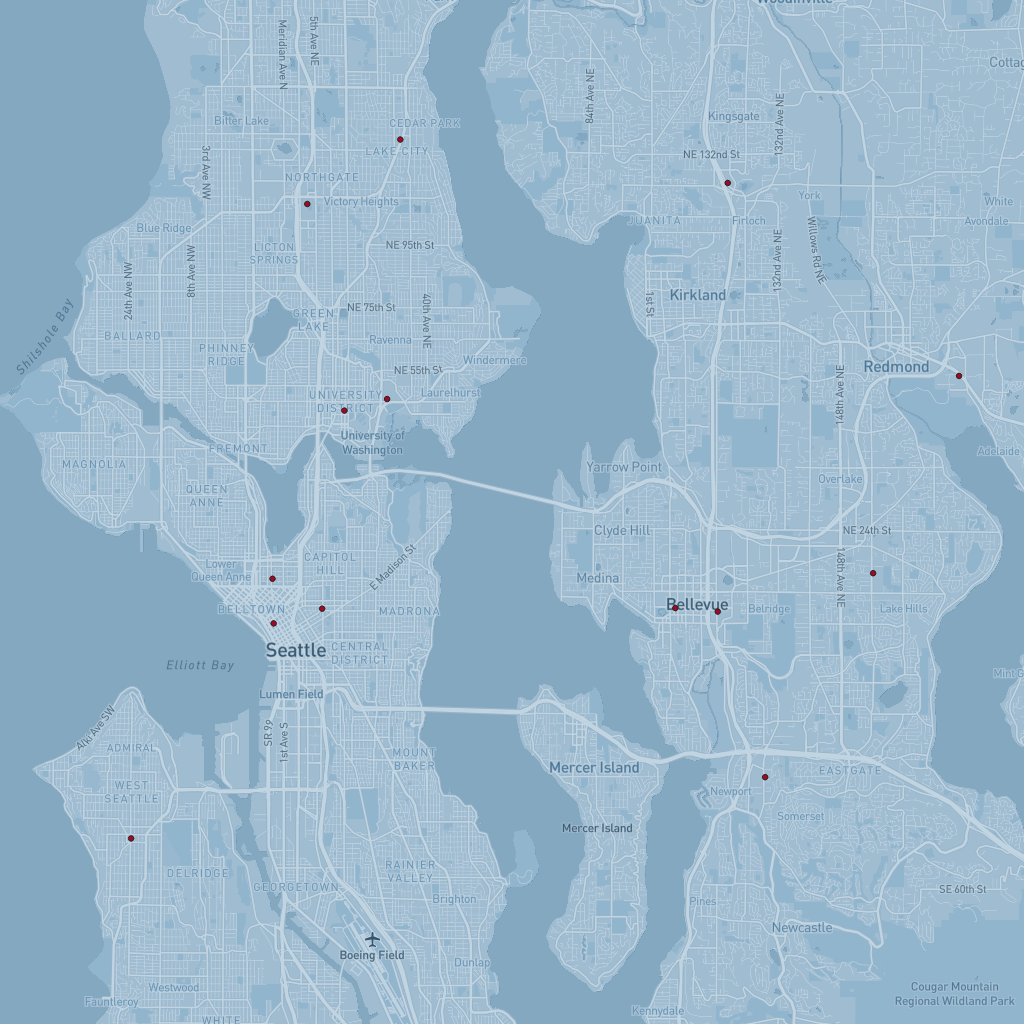 Woodinville
Meridian Ave N
5th Ave NE
84th Ave NE
Cottag
CEDAR PARK
Bitter Lake
Kingsgate
132nd Ave NE
LAKE CITY
NE 132nd St
3rd Ave NW
NORTHGATE
Victory Heights
York
White
JUANITA
Firloch
Avondale
Blue Ridge
NE 95th St
LICTON
SPRINGS
8th Ave NW
24th Ave NW
132nd Ave NE
Willows Rd NE
Kirkland
1st St
NE 75th St
40th Ave NE
GREEN
LAKE
Shilshole Bay
BALLARD
PHINNEY
RIDGE
Ravenna
Windermere
NE 55th St
Redmond
148th Ave NE
UNIVERSITY
DISTRICT
Laurelhurst
University of
Washington
FREMONT
MAGNOLIA
Adelaide
Yarrow Point
QUEEN
ANNE
Overlake
Clyde Hill
NE 24th St
CAPITOL
HILL
E Madison St
Lower
Queen Anne
Medina
148th Ave NE
BELLTOWN
MADRONA
Bellevue
Belridge
Lake Hills
Seattle
CENTRAL
DISTRICT
Elliott Bay
Mint G
Lumen Field
SR 99
1st Ave S
Alki Ave SW
ADMIRAL
MOUNT
BAKER
Mercer Island
EASTGATE
WEST
SEATTLE
Newport
Somerset
Mercer Island
DELRIDGE
RAINIER
VALLEY
GEORGETOWN
Brighton
SE 60th St
Pines
Newcastle
Boeing Field
Dunlap
Westwood
Fauntleroy
Cougar Mountain
Regional Wildland Park
Kennydale
WHITE